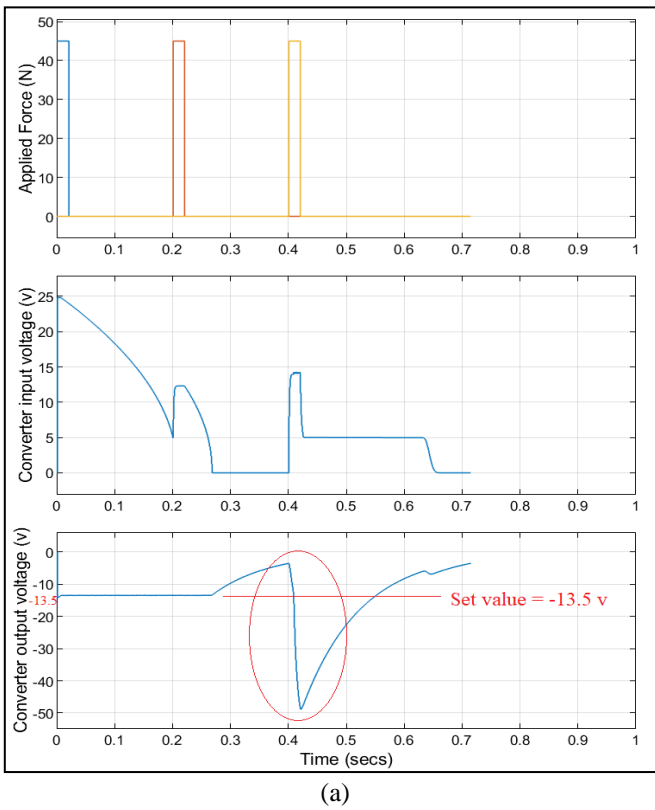 50
40
30
20
10
0
Applied Force (N)
0 0.1 0.2 0.3 0.4 0.5 0.6 0.7 0.8 0.9 1
25
20
15
10
5
0
Converter input voltage (v)
0 0.1 0.2 0.3 0.4 0.5 0.6 0.7 0.8 0.9 1
0
-10
-13.5
-20
-30
-40
-50
Converter output voltage (v)
Set value = -13.5 v
0 0.1 0.2 0.3 0.4 0.5 0.6 0.7 0.8 0.9 1
Time (secs)
(a)